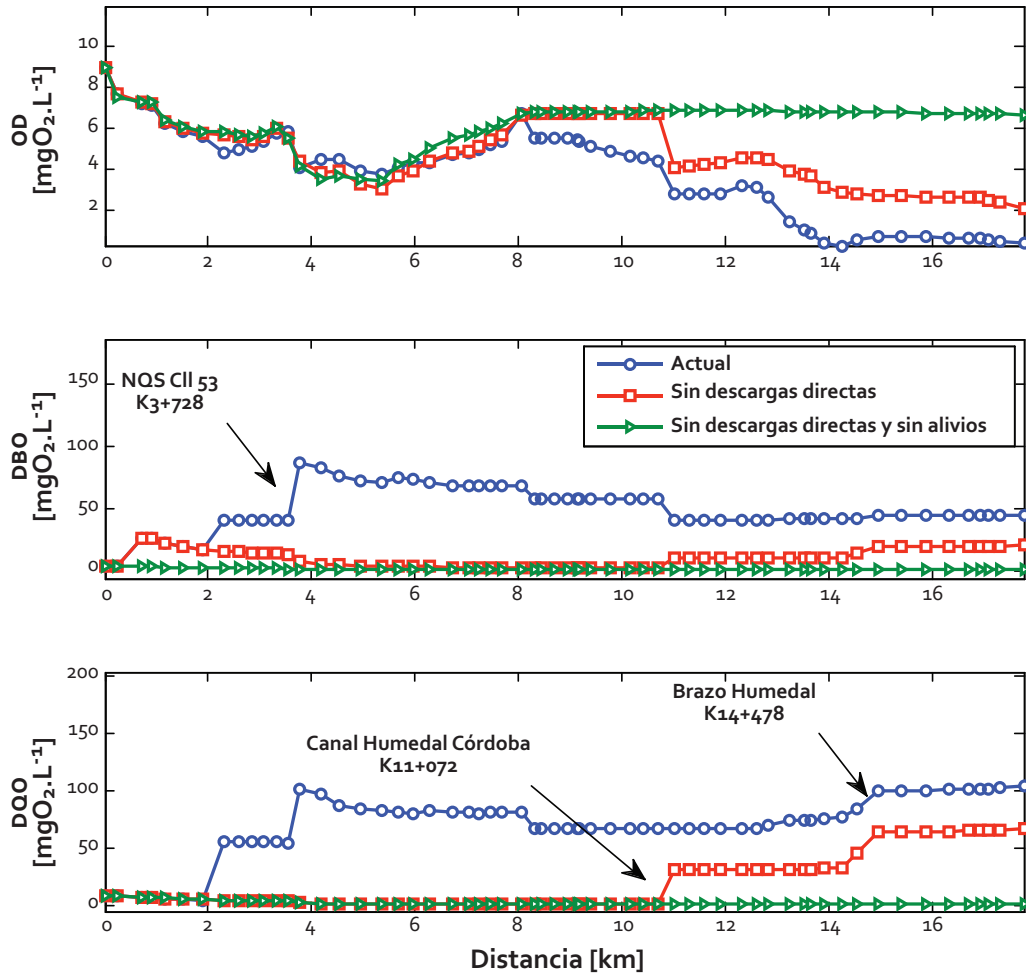 10
8
6
4
2
OD
[mgO₂.L⁻¹]
0 2 4 6 8 10 12 14 16
150
100
50
0
DBO
[mgO₂.L⁻¹]
NQS Cll 53
K3+728
Actual
Sin descargas directas
Sin descargas directas y sin alivios
0 2 4 6 8 10 12 14 16
200
150
100
50
0
DQO
[mgO₂.L⁻¹]
Brazo Humedal
K14+478
Canal Humedal Córdoba
K11+072
0 2 4 6 8 10 12 14 16
Distancia [km]